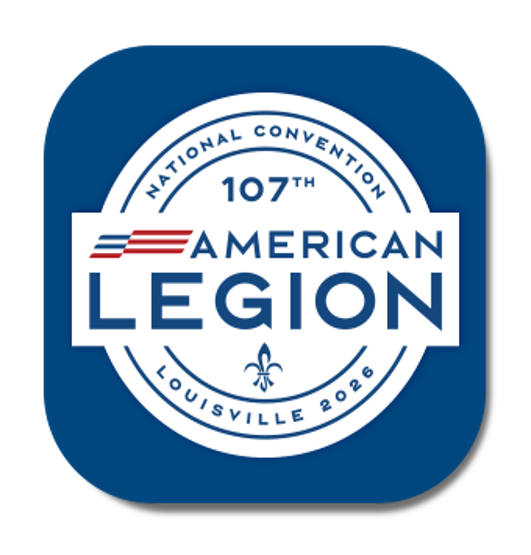 NATIONAL CONVENTION
107TH
AMERICAN
LEGION
LOUISVILLE 2026